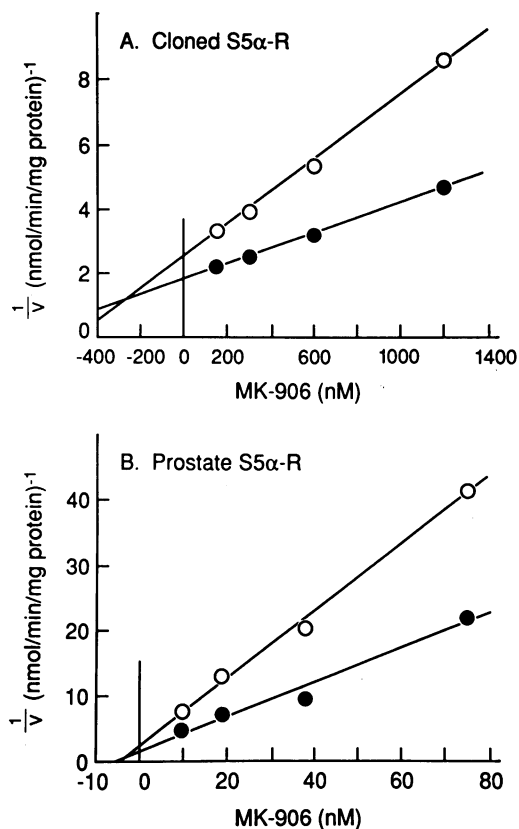 A. Cloned S5α-R
8
6
4
2
0
1/v (nmol/min/mg protein)⁻¹
-400 -200 0 200 600 1000 1400
MK-906 (nM)
B. Prostate S5α-R
40
30
20
10
0
1/v (nmol/min/mg protein)⁻¹
-10 0 20 40 60 80
MK-906 (nM)